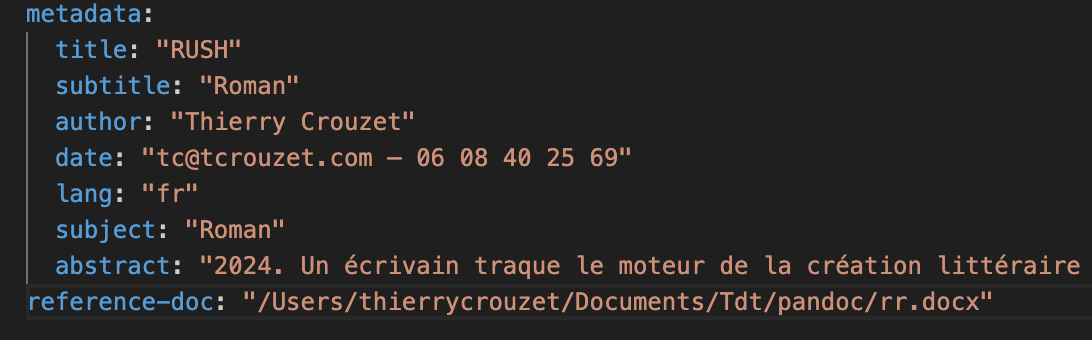 metadata:
title: "RUSH"
subtitle: "Roman"
author: "Thierry Crouzet"
date: "tc@tcrouzet.com – 06 08 40 25 69"
lang: "fr"
subject: "Roman"
abstract: "2024. Un écrivain traque le moteur de la création littéraire
reference-doc: "/Users/thierrycrouzet/Documents/Tdt/pandoc/rr.docx"